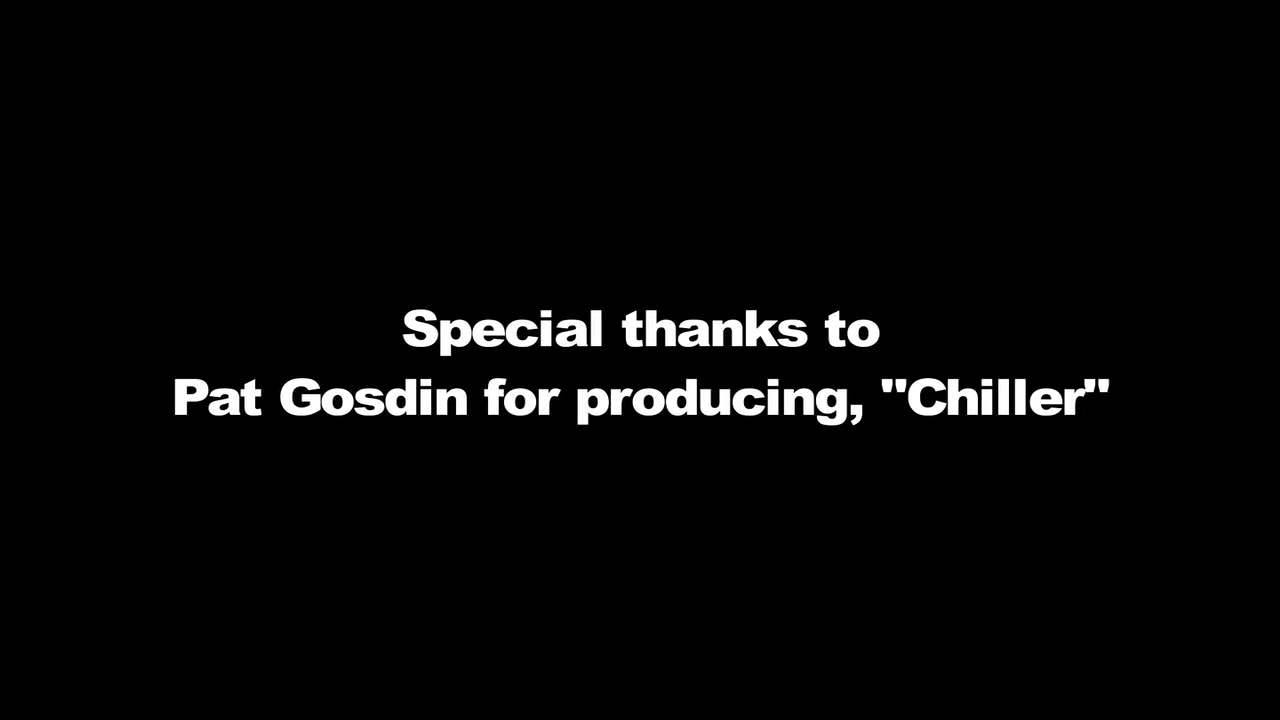 Special thanks to
Pat Gosdin for producing, "Chiller"